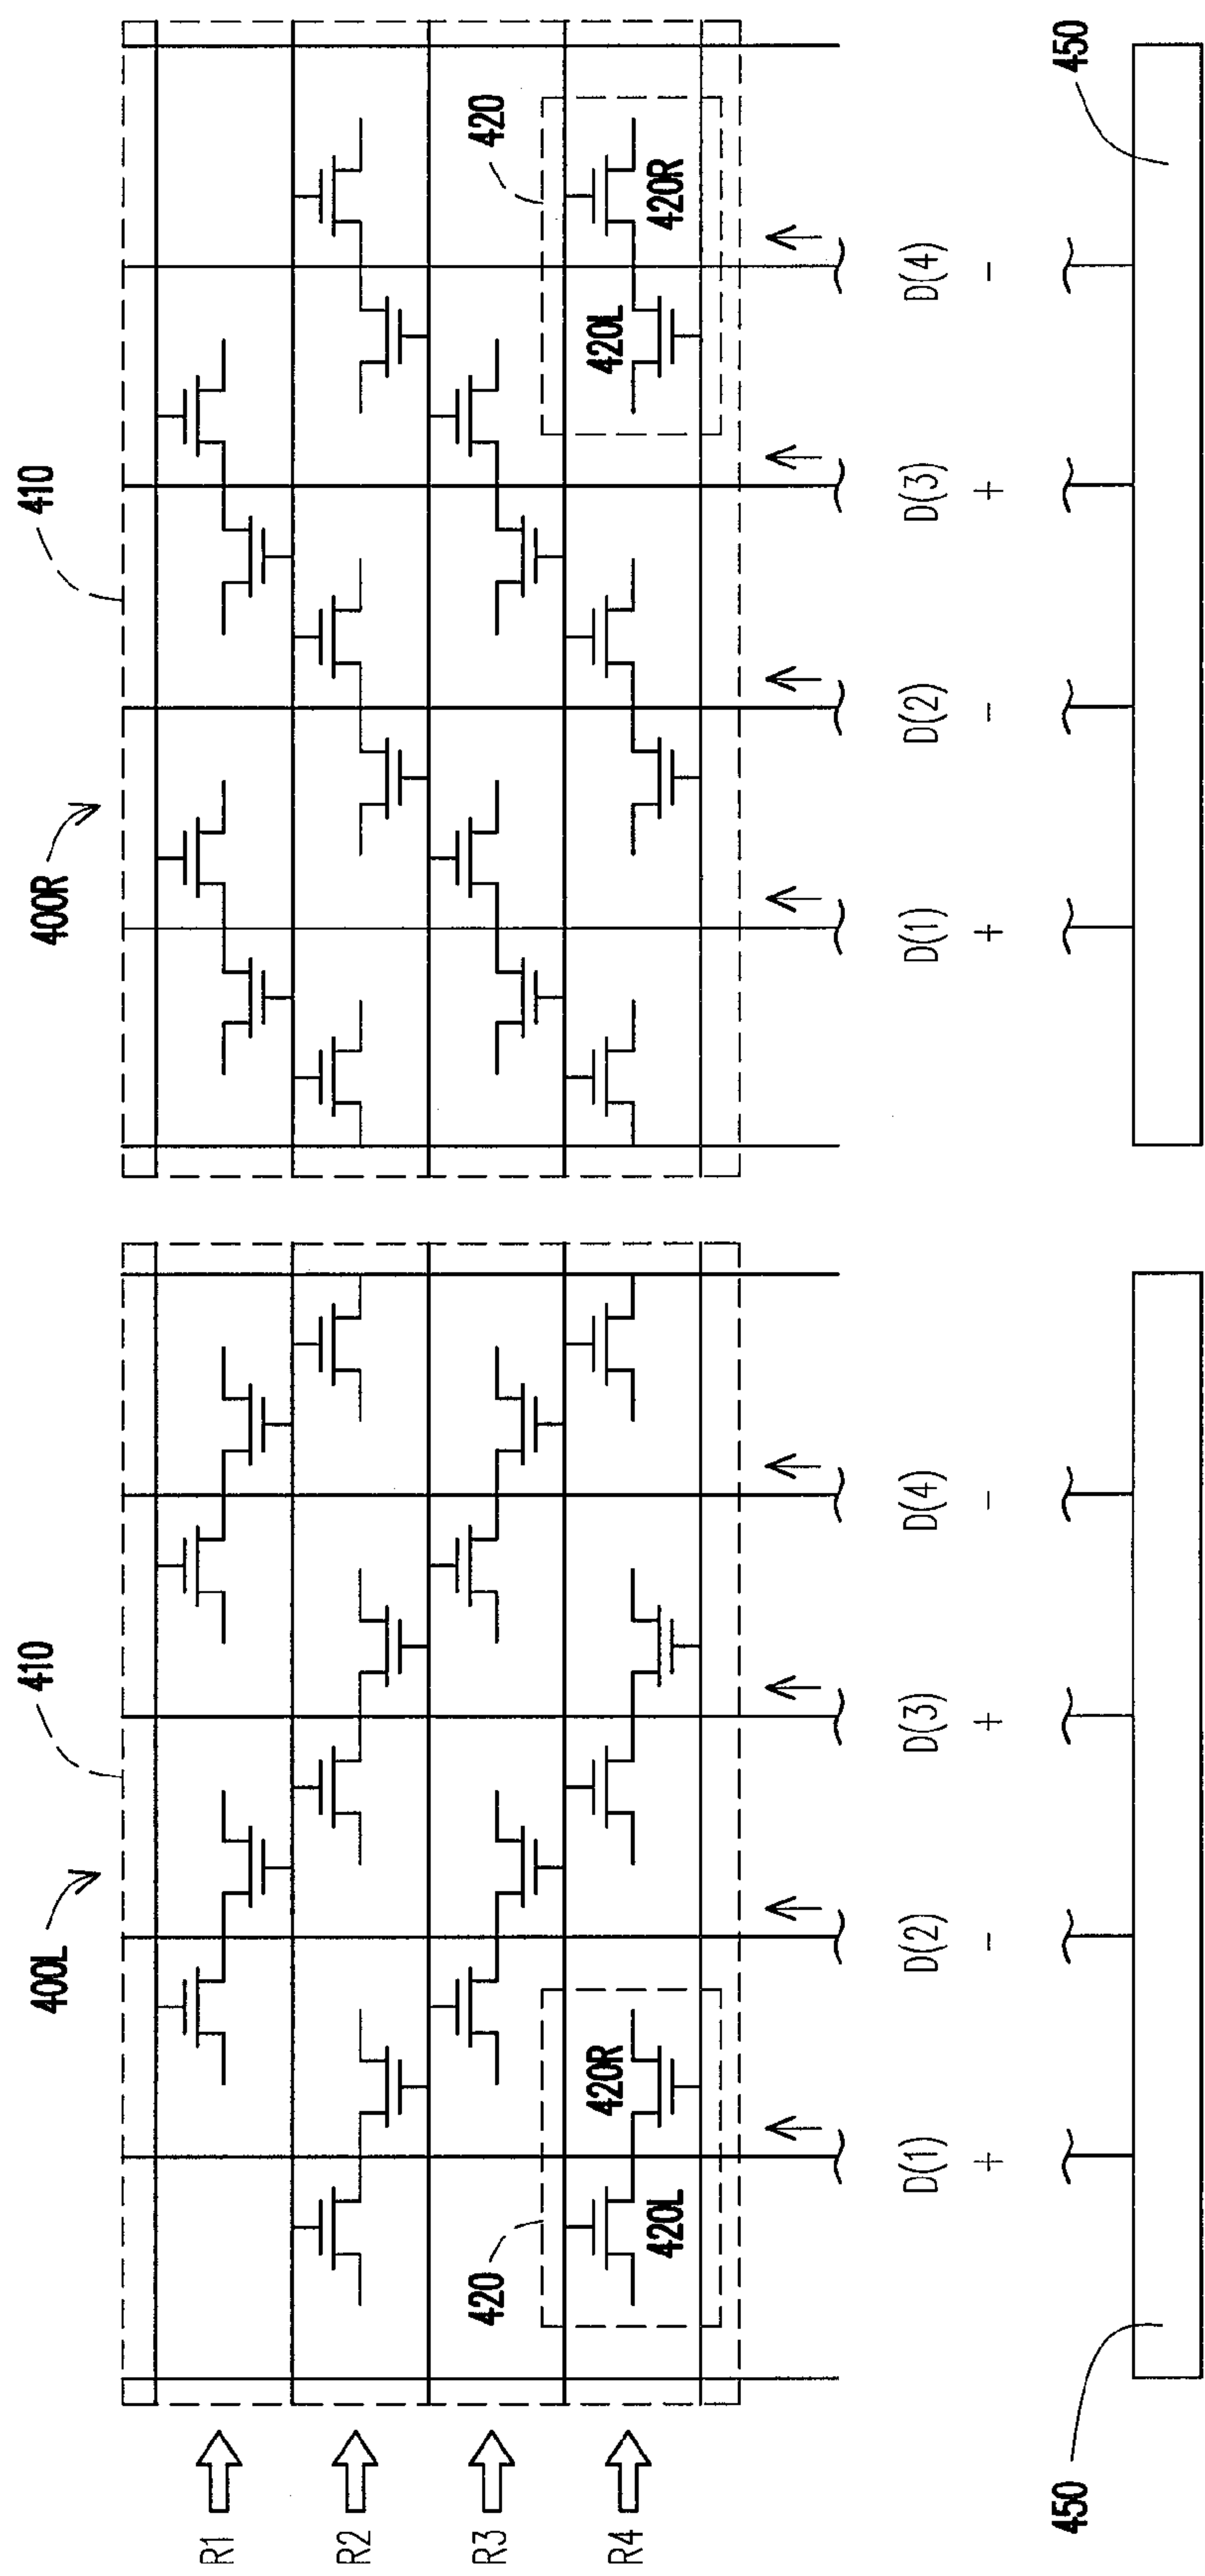 400L
410
400R
410
R1
R2
R3
420
420
R4
420R
420L
420L
420R
D(1) D(2) D(3) D(4) D(1) D(2) D(3) D(4)
+ - + - + - + -
450
450